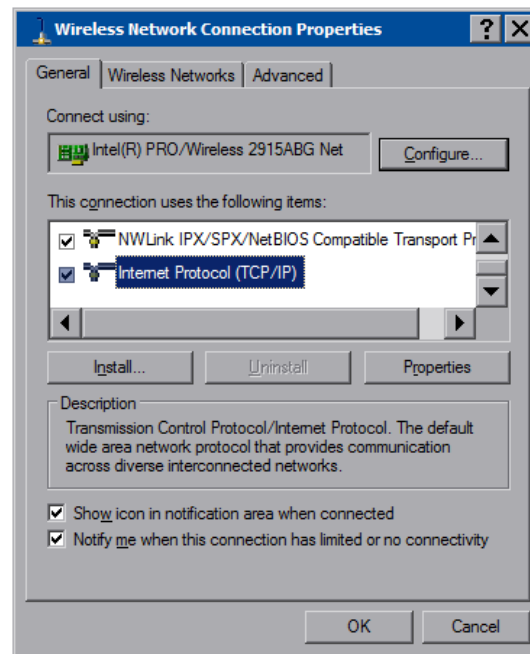 Wireless Network Connection Properties
General Wireless Networks Advanced
Connect using:
Intel(R) PRO/Wireless 2915ABG Net
Configure...
This connection uses the following items:
NWLink IPX/SPX/NetBIOS Compatible Transport Pr
Internet Protocol (TCP/IP)
Install... Uninstall Properties
Description
Transmission Control Protocol/Internet Protocol. The default
wide area network protocol that provides communication
across diverse interconnected networks.
Show icon in notification area when connected
Notify me when this connection has limited or no connectivity
OK Cancel